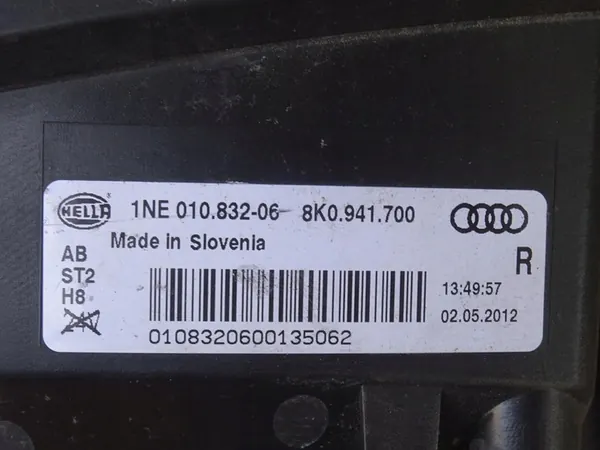 HELLA 1NE 010.832-06 8K0.941.700
Made in Slovenia
AB
ST2
H8
R
13:49:57
02.05.2012
0108320600135062